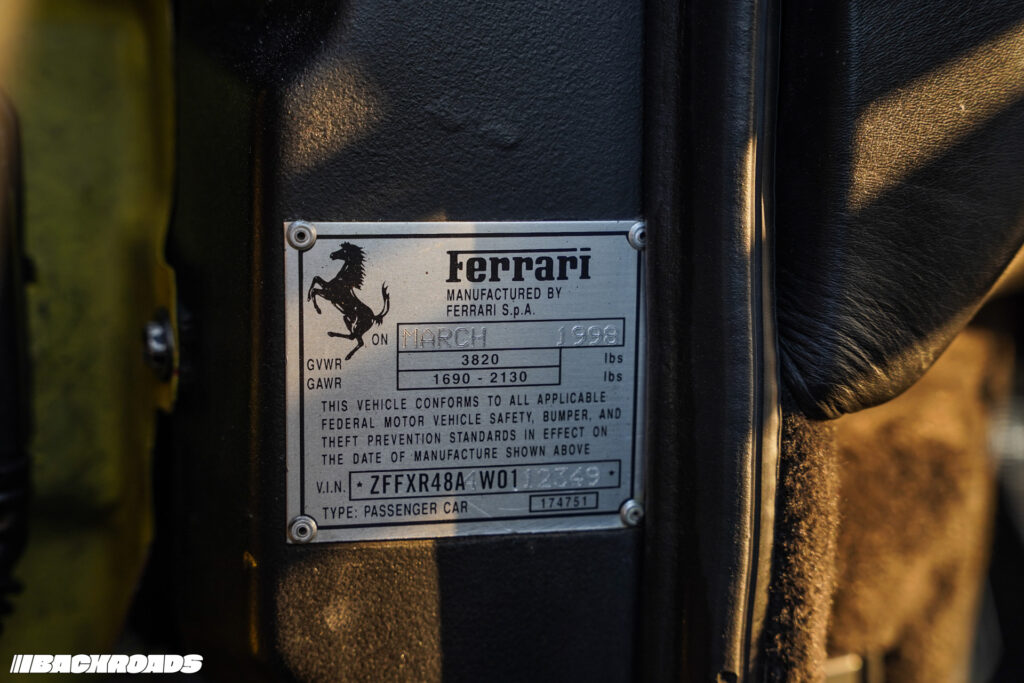 Ferrari
MANUFACTURED BY
FERRARI S.p.A.
ON MARCH 1998
GVWR 3820 lbs
GAWR 1690 - 2130 lbs
THIS VEHICLE CONFORMS TO ALL APPLICABLE
FEDERAL MOTOR VEHICLE SAFETY, BUMPER, AND
THEFT PREVENTION STANDARDS IN EFFECT ON
THE DATE OF MANUFACTURE SHOWN ABOVE
V.I.N. * ZFFXR48A4W0112349 *
TYPE: PASSENGER CAR 174751
BACKROADS